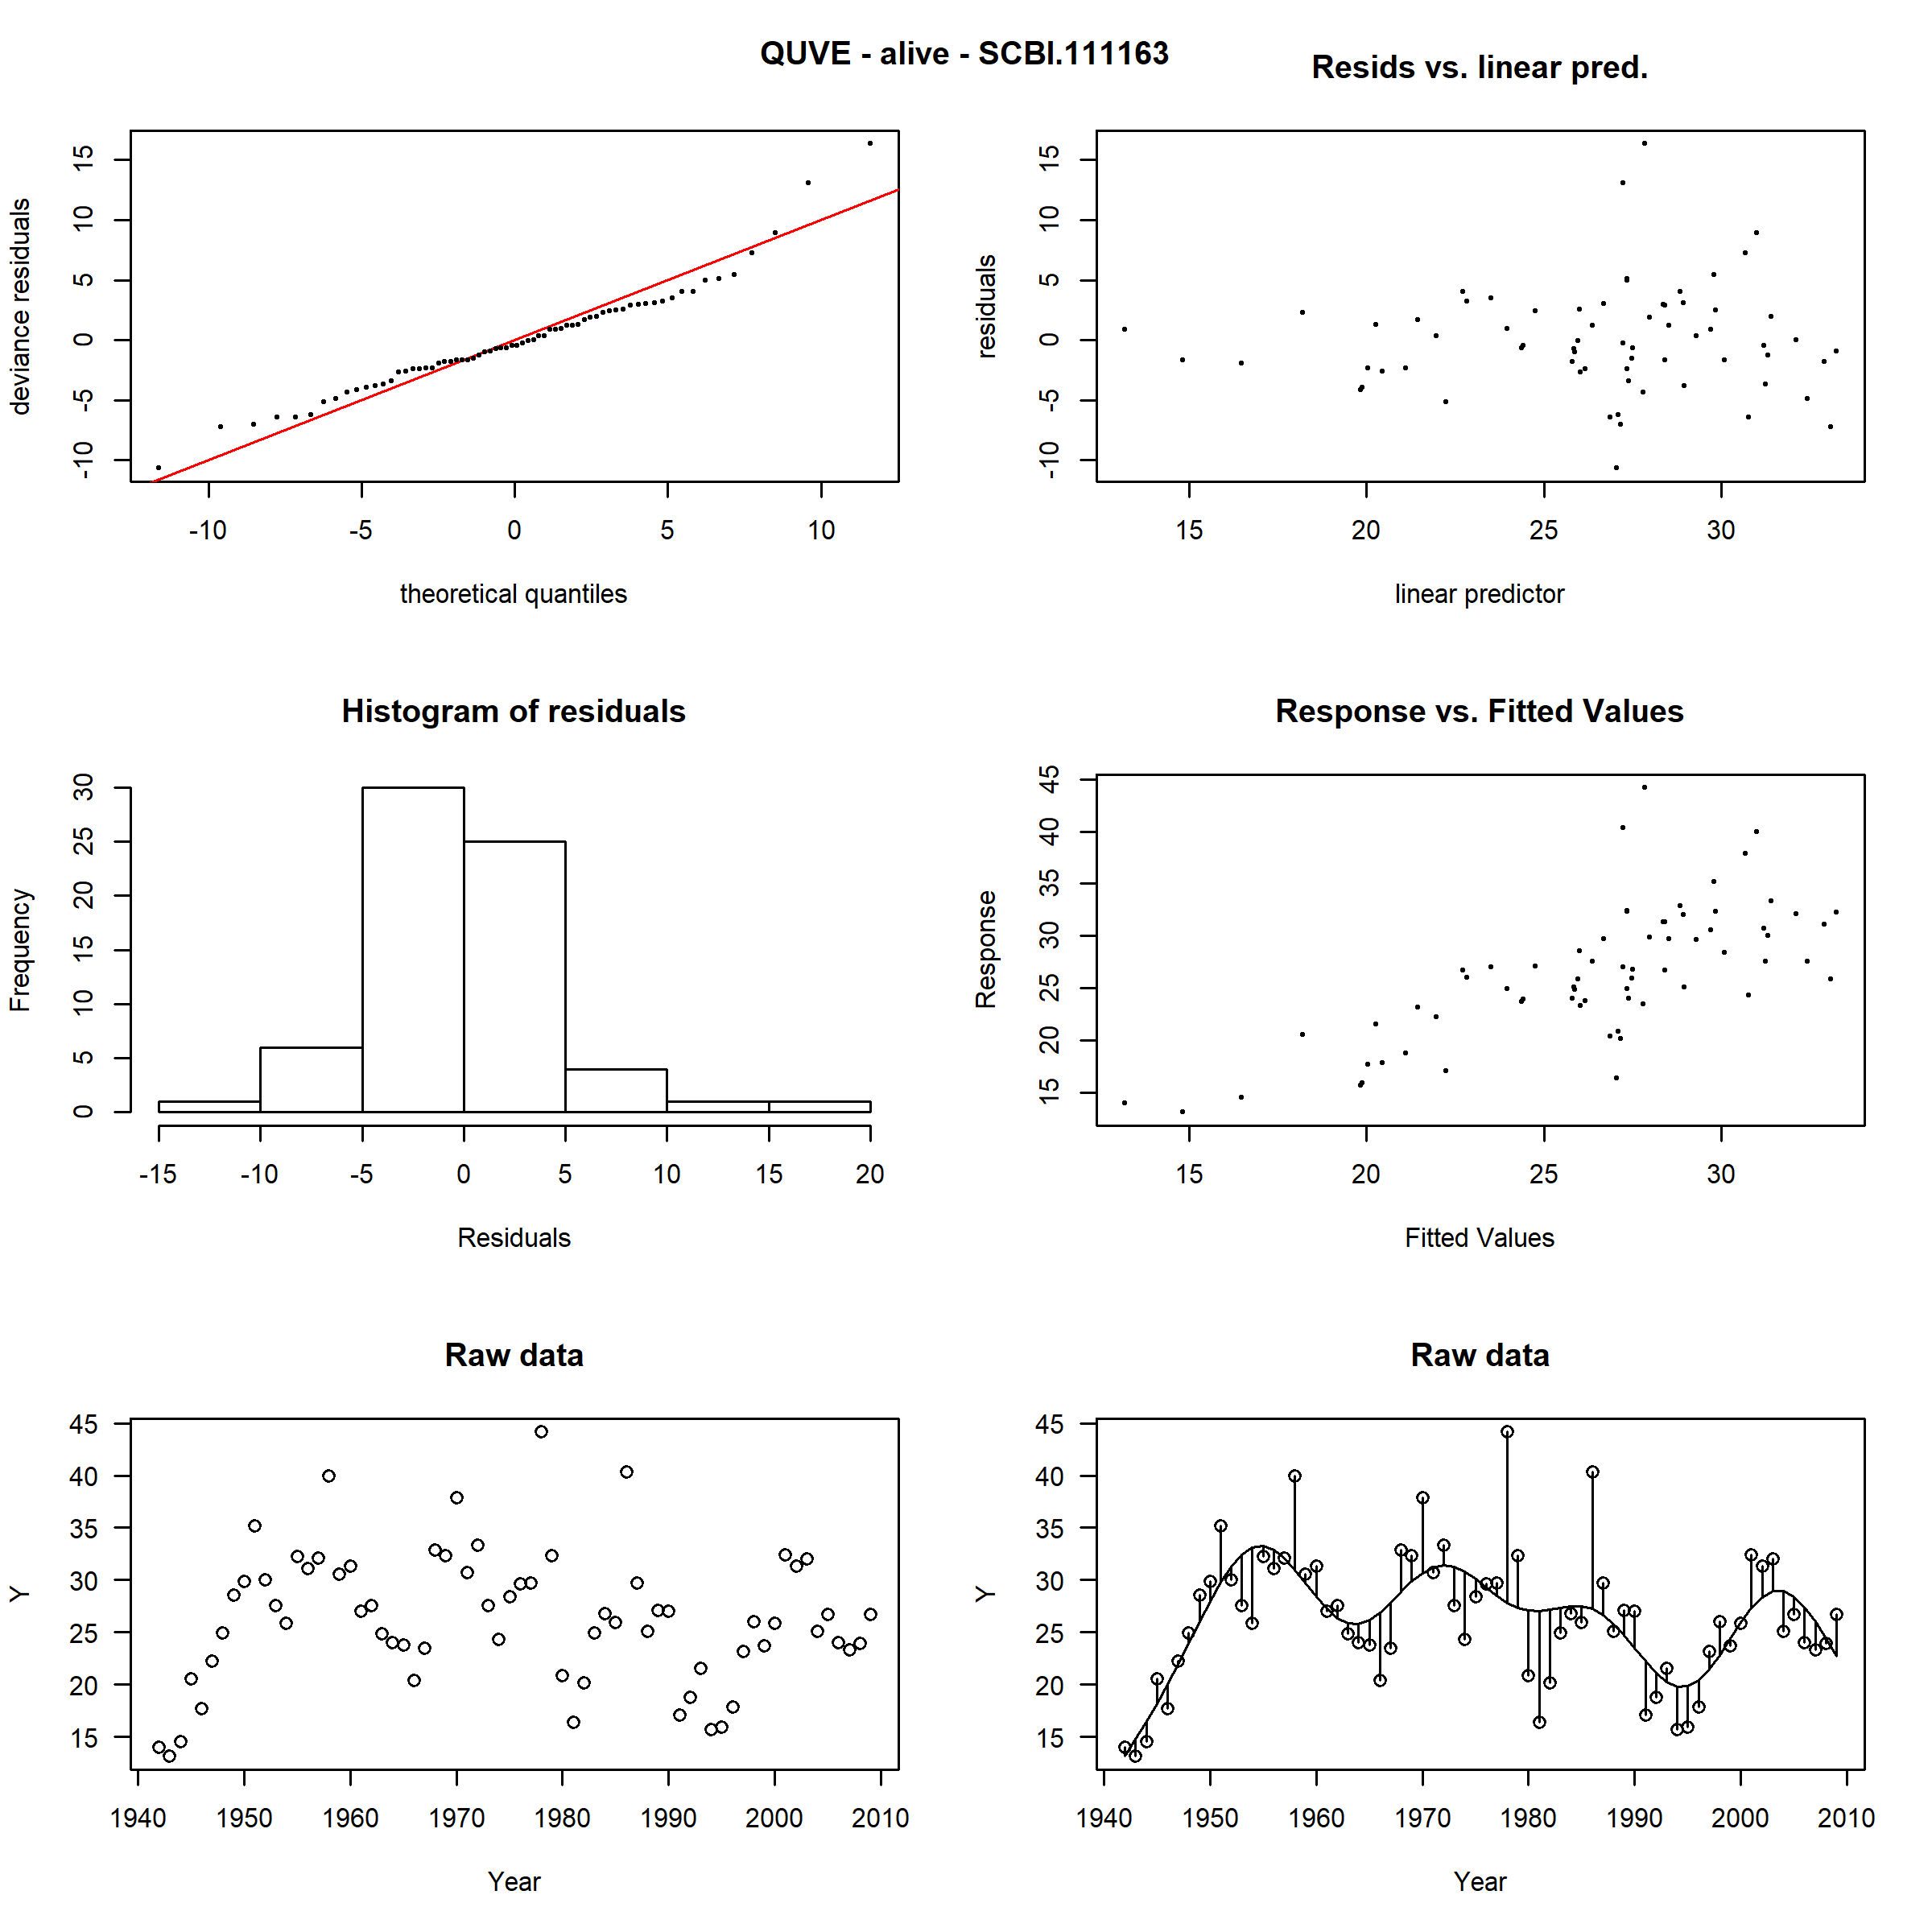 QUVE - alive - SCBI.111163
Resids vs. linear pred.
deviance residuals
15
10
5
0
-5
-10
-10 -5 0 5 10
theoretical quantiles
residuals
15
10
5
0
-5
-10
15 20 25 30
linear predictor
Histogram of residuals
Frequency
30
25
20
15
10
5
0
-15 -10 -5 0 5 10 15 20
Residuals
Response vs. Fitted Values
Response
45
40
35
30
25
20
15
15 20 25 30
Fitted Values
Raw data
Y
45
40
35
30
25
20
15
1940 1950 1960 1970 1980 1990 2000 2010
Year
Raw data
Y
45
40
35
30
25
20
15
1940 1950 1960 1970 1980 1990 2000 2010
Year